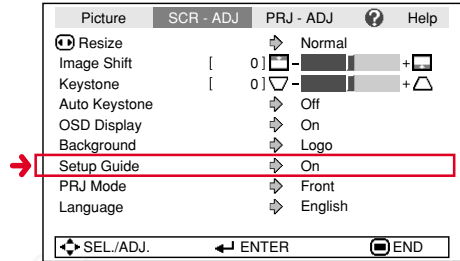 Picture SCR - ADJ PRJ - ADJ ? Help
Resize Normal
Image Shift [ 0 ] - +
Keystone [ 0 ] - +
Auto Keystone Off
OSD Display On
Background Logo
Setup Guide On
PRJ Mode Front
Language English
SEL./ADJ. ENTER END